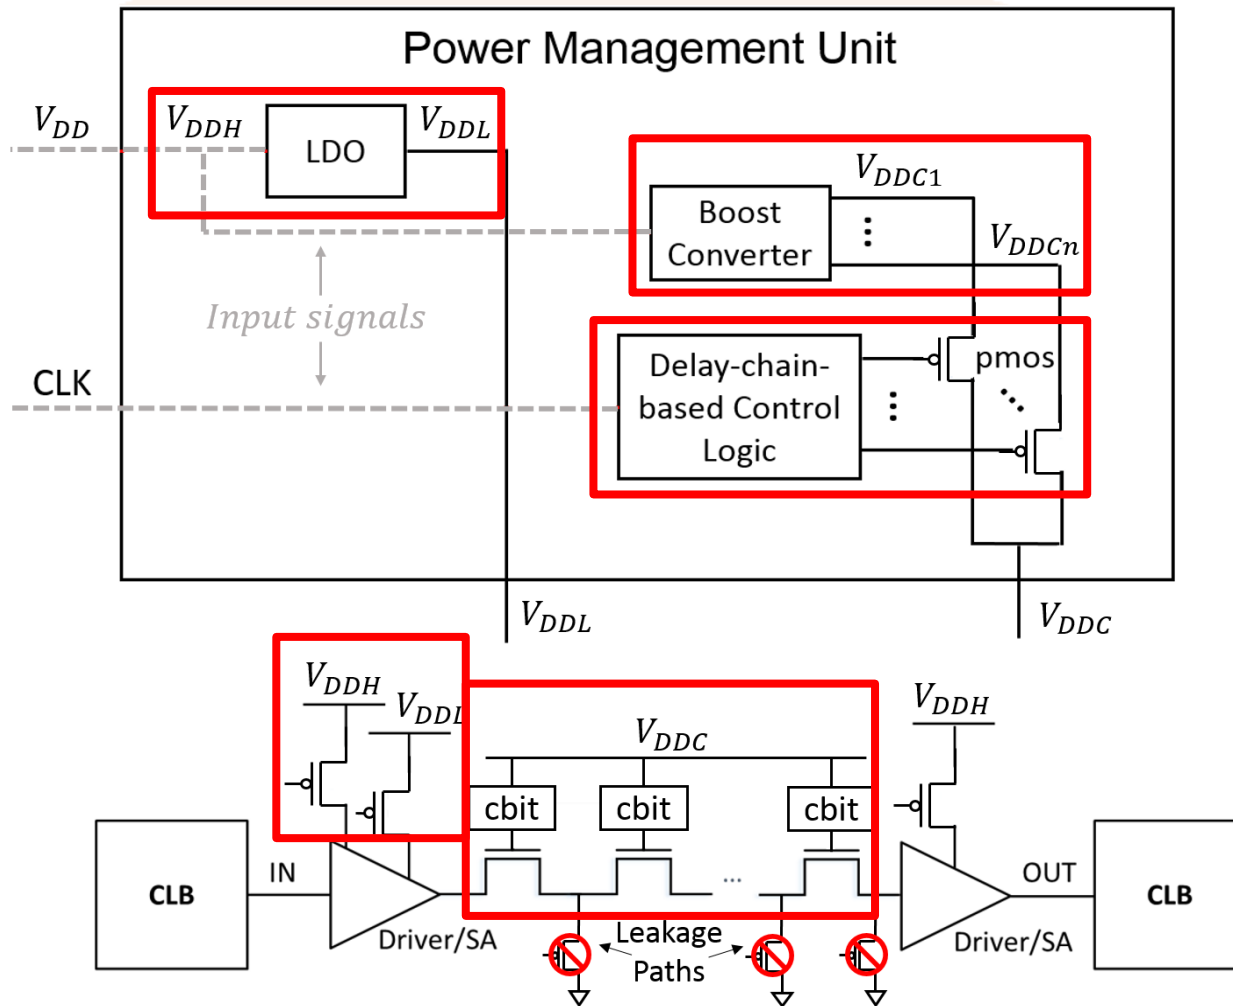 Power Management Unit
V_DD
V_DDH
LDO
V_DDL
V_DDC1
Boost
Converter
V_DDCn
Input signals
CLK
Delay-chain-
based Control
Logic
pmos
V_DDL
V_DDC
V_DDH
V_DDL
V_DDC
V_DDH
cbit
cbit
cbit
CLB
IN
Driver/SA
...
OUT
Driver/SA
CLB
Leakage
Paths